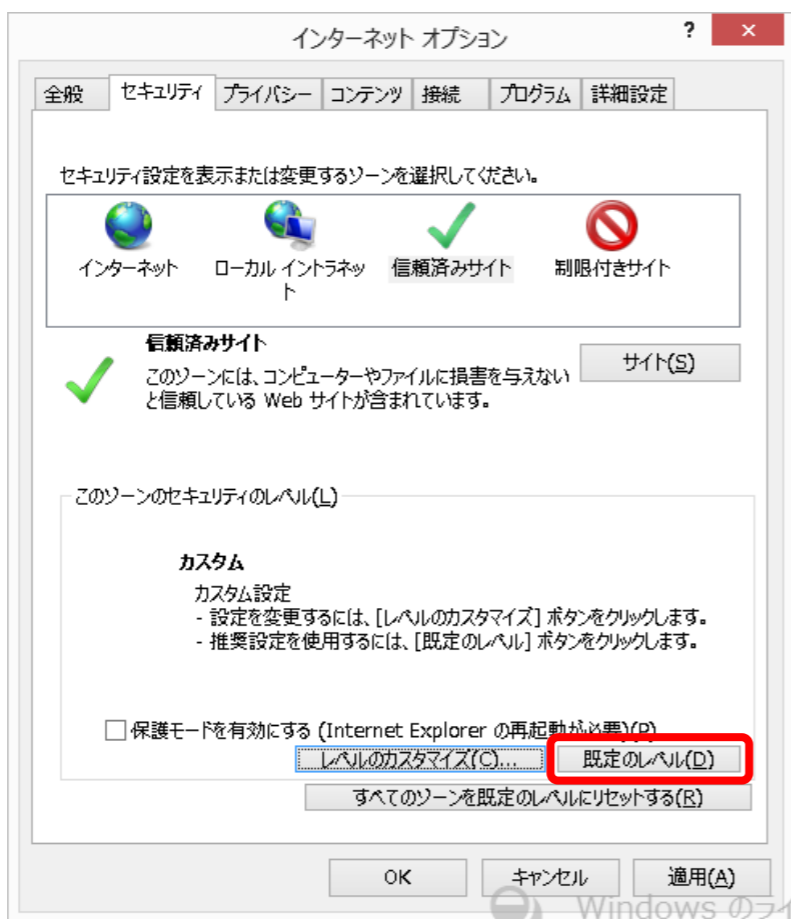 インターネット オプション
? ×
全般 セキュリティ プライバシー コンテンツ 接続 プログラム 詳細設定
セキュリティ設定を表示または変更するゾーンを選択してください。
インターネット ローカル イントラネッ 信頼済みサイト 制限付きサイト
ト
信頼済みサイト
サイト(S)
このゾーンには、コンピューターやファイルに損害を与えない
と信頼している Web サイトが含まれています。
このゾーンのセキュリティのレベル(L)
カスタム
カスタム設定
- 設定を変更するには、[レベルのカスタマイズ] ボタンをクリックします。
- 推奨設定を使用するには、[既定のレベル] ボタンをクリックします。
保護モードを有効にする (Internet Explorer の再起動が必要)(P)
レベルのカスタマイズ(C)... 既定のレベル(D)
すべてのゾーンを既定のレベルにリセットする(R)
OK キャンセル 適用(A)
Windows のライ